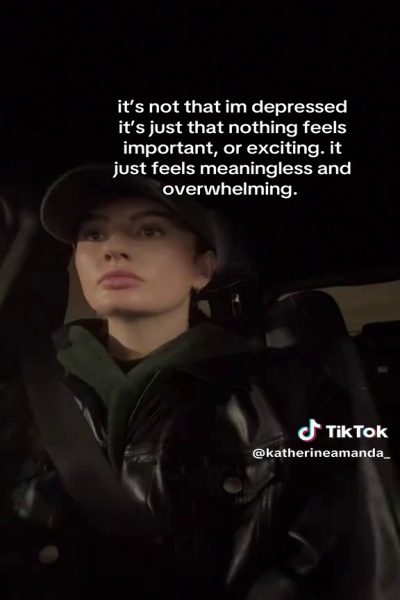 it's not that im depressed
it's just that nothing feels
important, or exciting. it
just feels meaningless and
overwhelming.
TikTok
@katherineamanda_